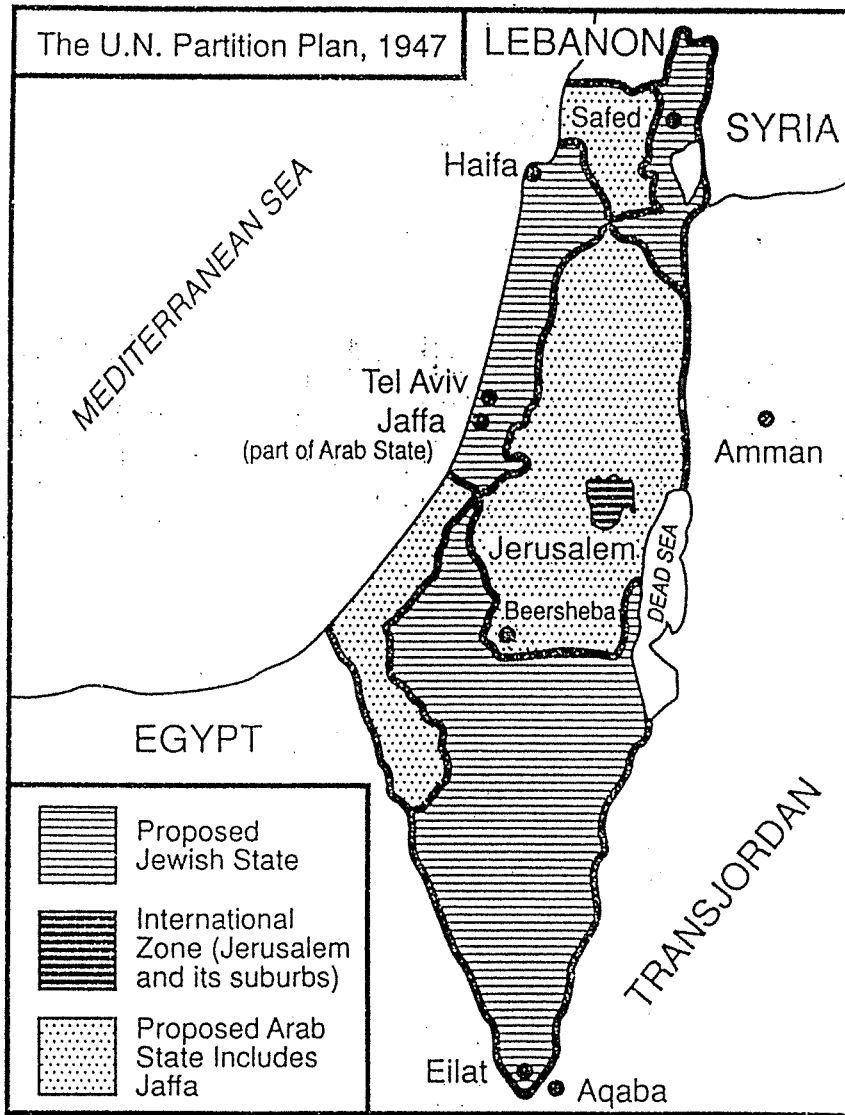 The U.N. Partition Plan, 1947
LEBANON
Safed
SYRIA
Haifa
MEDITERRANEAN SEA
Tel Aviv
Jaffa
(part of Arab State)
Amman
Jerusalem
DEAD SEA
Beersheba
EGYPT
TRANSJORDAN
Proposed
Jewish State
International
Zone (Jerusalem
and its suburbs)
Proposed Arab
State Includes
Jaffa
Eilat
Aqaba